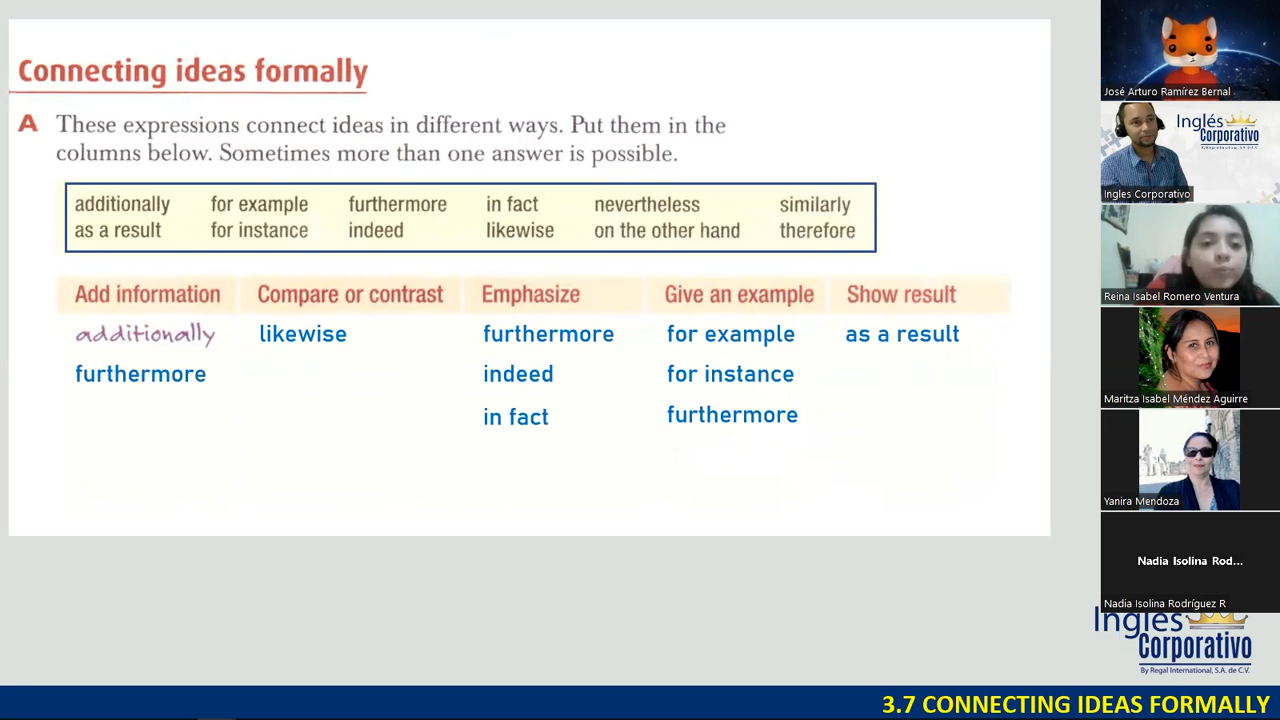 Connecting ideas formally
A These expressions connect ideas in different ways. Put them in the
columns below. Sometimes more than one answer is possible.
additionally for example furthermore in fact nevertheless similarly
as a result for instance indeed likewise on the other hand therefore
Add information Compare or contrast Emphasize Give an example Show result
additionally likewise furthermore for example as a result
furthermore indeed for instance
in fact furthermore
José Arturo Ramírez Bernal
Inglés
Corporativo
By Regal International, S.A. de C.V.
Ingles Corporativo
Reina Isabel Romero Ventura
Maritza Isabel Méndez Aguirre
Yanira Mendoza
Nadia Isolina Rod...
Nadia Isolina Rodríguez R
Inglés
Corporativo
By Regal International, S.A. de C.V.
3.7 CONNECTING IDEAS FORMALLY